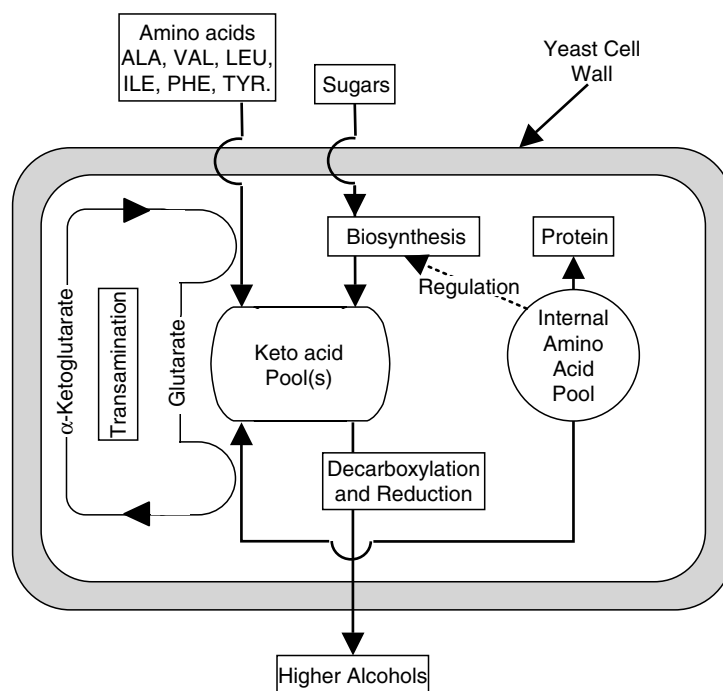 Amino acids
ALA, VAL, LEU,
ILE, PHE, TYR.
Sugars
Yeast Cell
Wall
Biosynthesis
Protein
Regulation
α-Ketoglutarate
Transamination
Glutarate
Keto acid
Pool(s)
Internal
Amino
Acid
Pool
Decarboxylation
and Reduction
Higher Alcohols